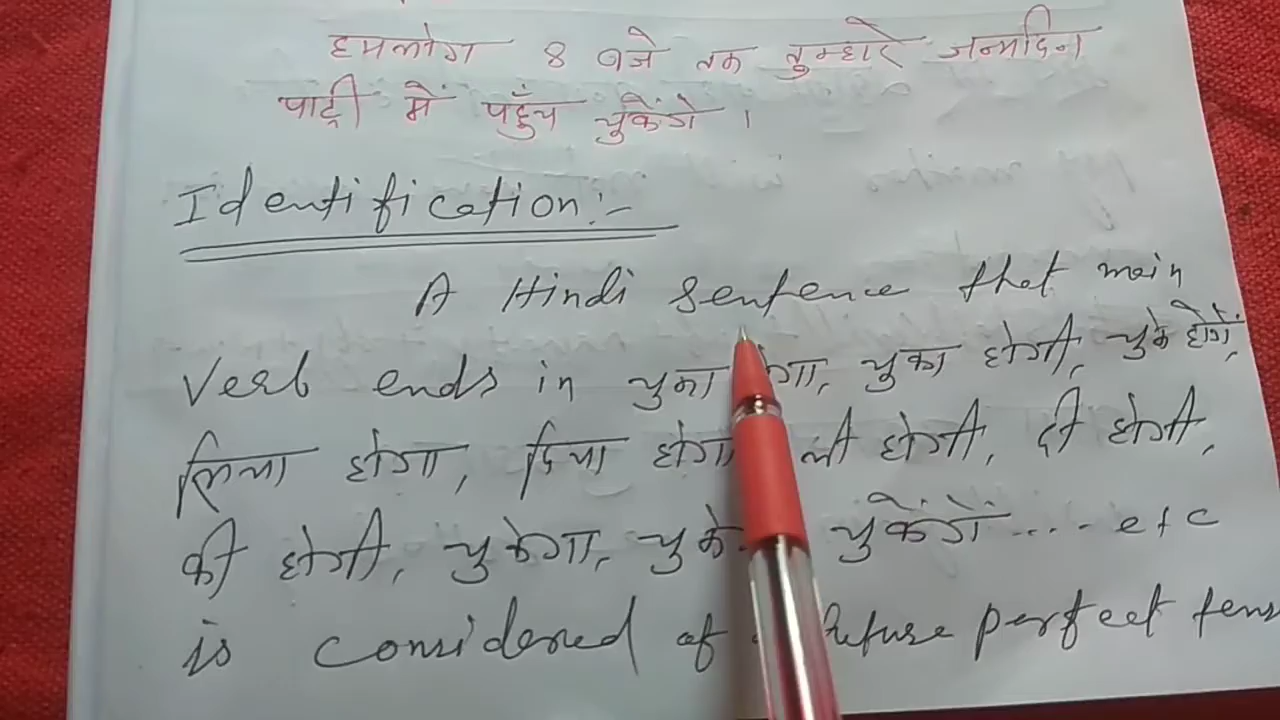 हमलोग 8 बजे तक तुम्हारे जन्मदिन
पार्टी में पहुँच चुकेंगे ।
Identification:-
A Hindi sentence that main
Verb ends in चुका होगा, चुका होगी, चुके होंगे,
लिया होगा, दिया होगा ली होगी, दी होगी,
की होगी, चुकेगा, चुकेंगें .... etc
is considered of Future perfect tens